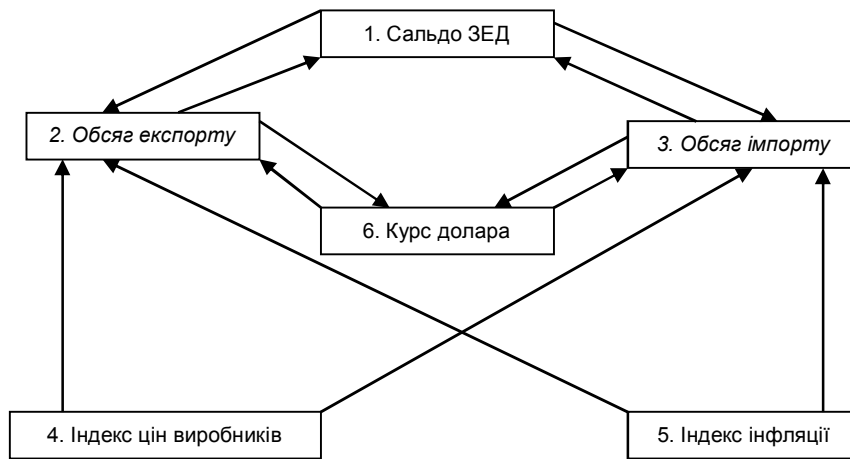 1. Сальдо ЗЕД
2. Обсяг експорту
3. Обсяг імпорту
6. Курс долара
4. Індекс цін виробників
5. Індекс інфляції